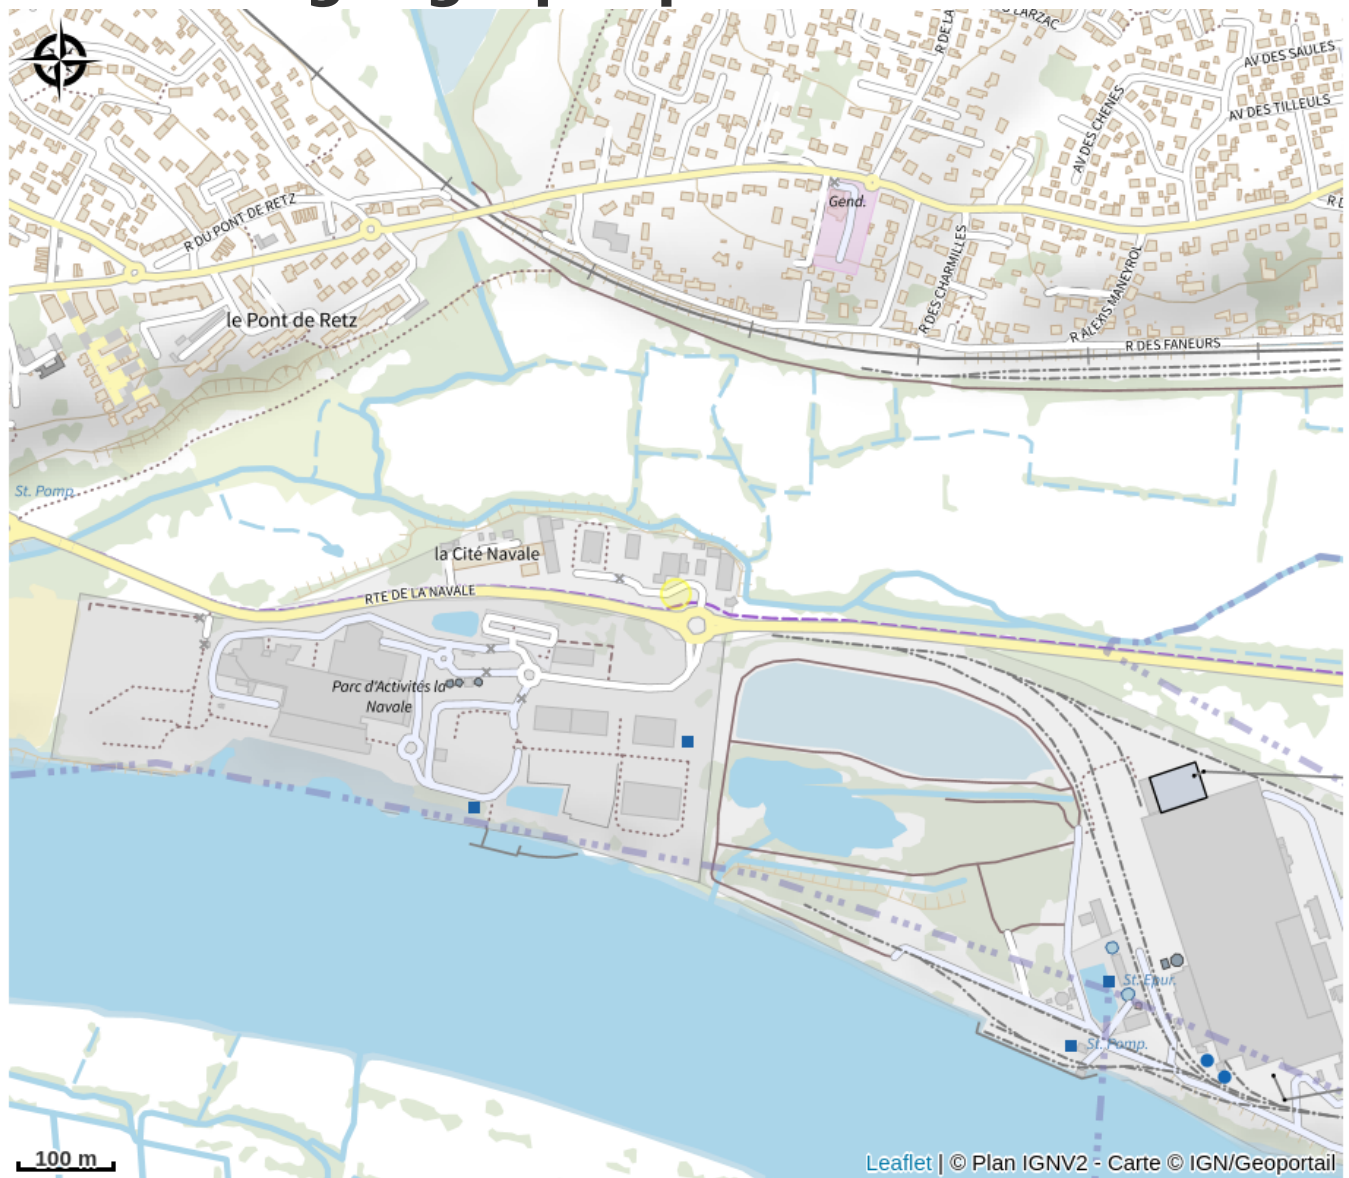 R DE LA
LARZAC
AV DES SAULES
AV DES CHENES
AV DES TILLEULS
Gend.
R DU PONT DE RETZ
R DES CHARMILLES
R ALEXIS MANEYROL
le Pont de Retz
R DES FANEURS
St. Pomp.
la Cité Navale
RTE DE LA NAVALE
Parc d'Activités la
Navale
St. Epur.
St. Pomp.
100 m
Leaflet | © Plan IGNV2 - Carte © IGN/Geoportail